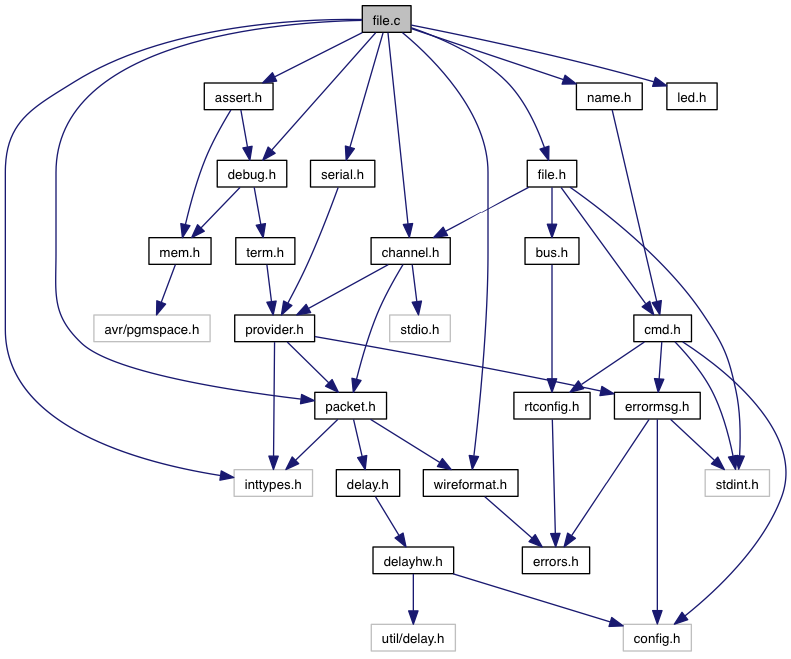 file.c
assert.h
name.h
led.h
debug.h
serial.h
file.h
mem.h
term.h
channel.h
bus.h
avr/pgmspace.h
provider.h
stdio.h
cmd.h
packet.h
rtconfig.h
errormsg.h
inttypes.h
delay.h
wireformat.h
stdint.h
delayhw.h
errors.h
util/delay.h
config.h